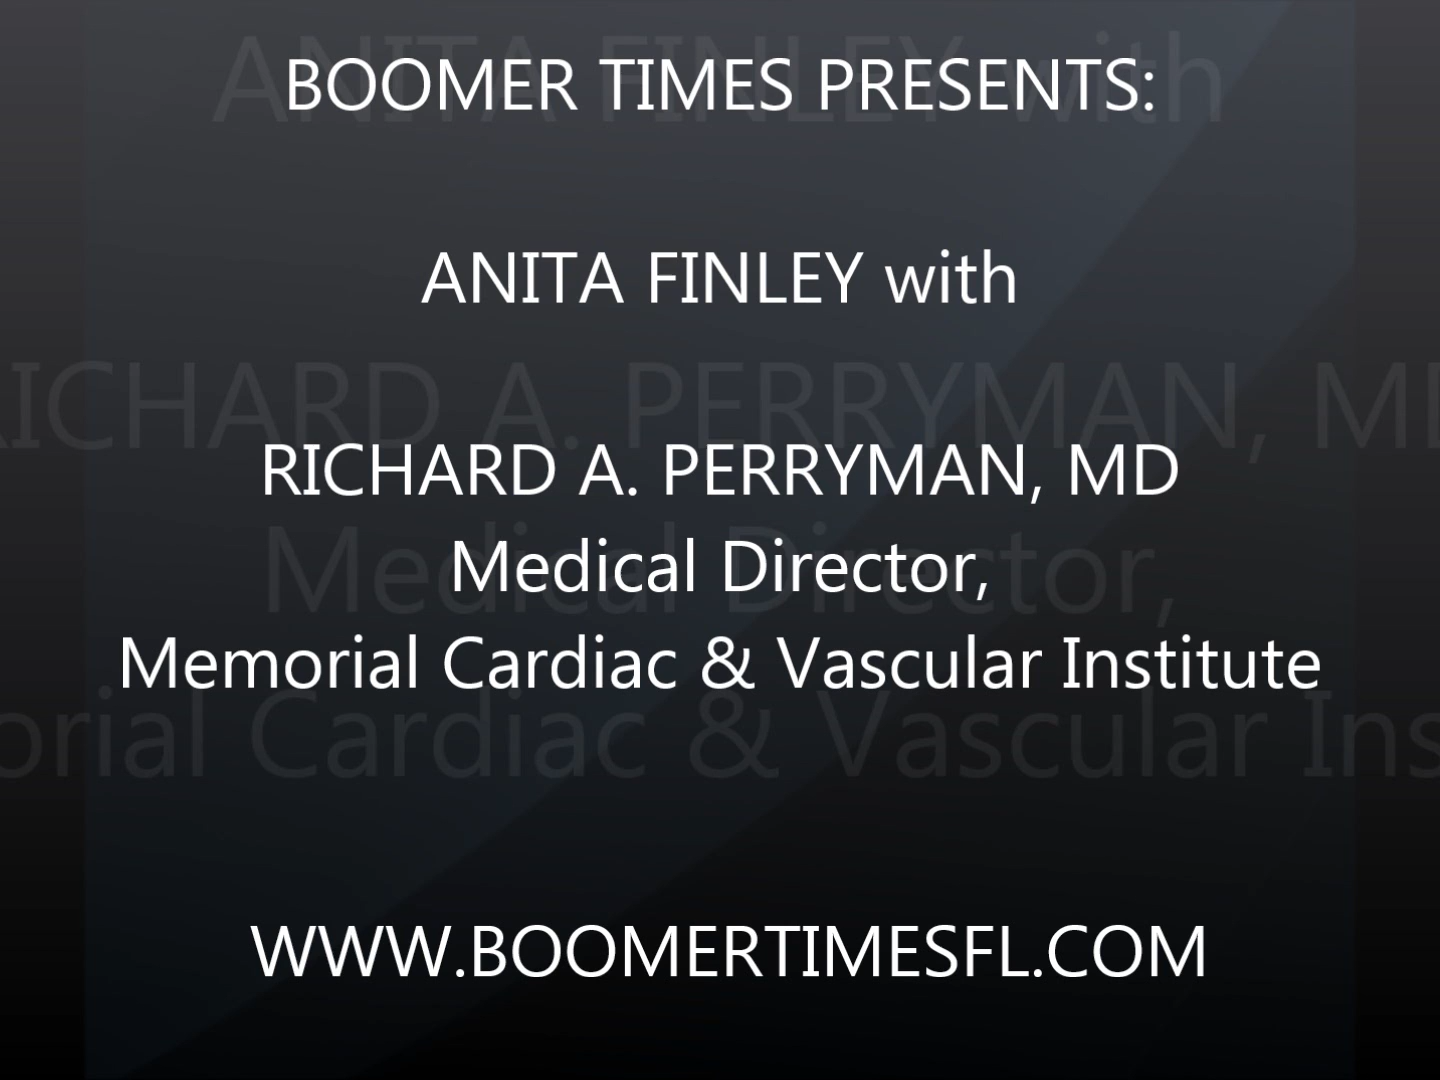 BOOMER TIMES PRESENTS:
ANITA FINLEY with
RICHARD A. PERRYMAN, MD
Medical Director,
Memorial Cardiac & Vascular Institute
WWW.BOOMERTIMESFL.COM